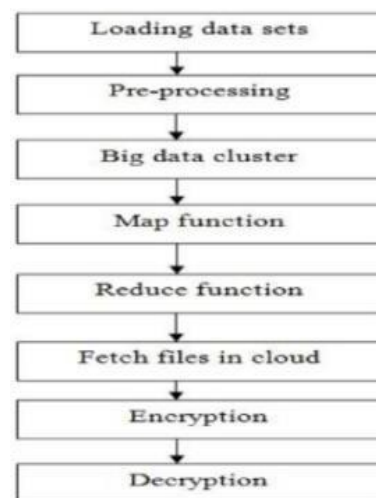 Loading data sets
Pre-processing
Big data cluster
Map function
Reduce function
Fetch files in cloud
Encryption
Decryption